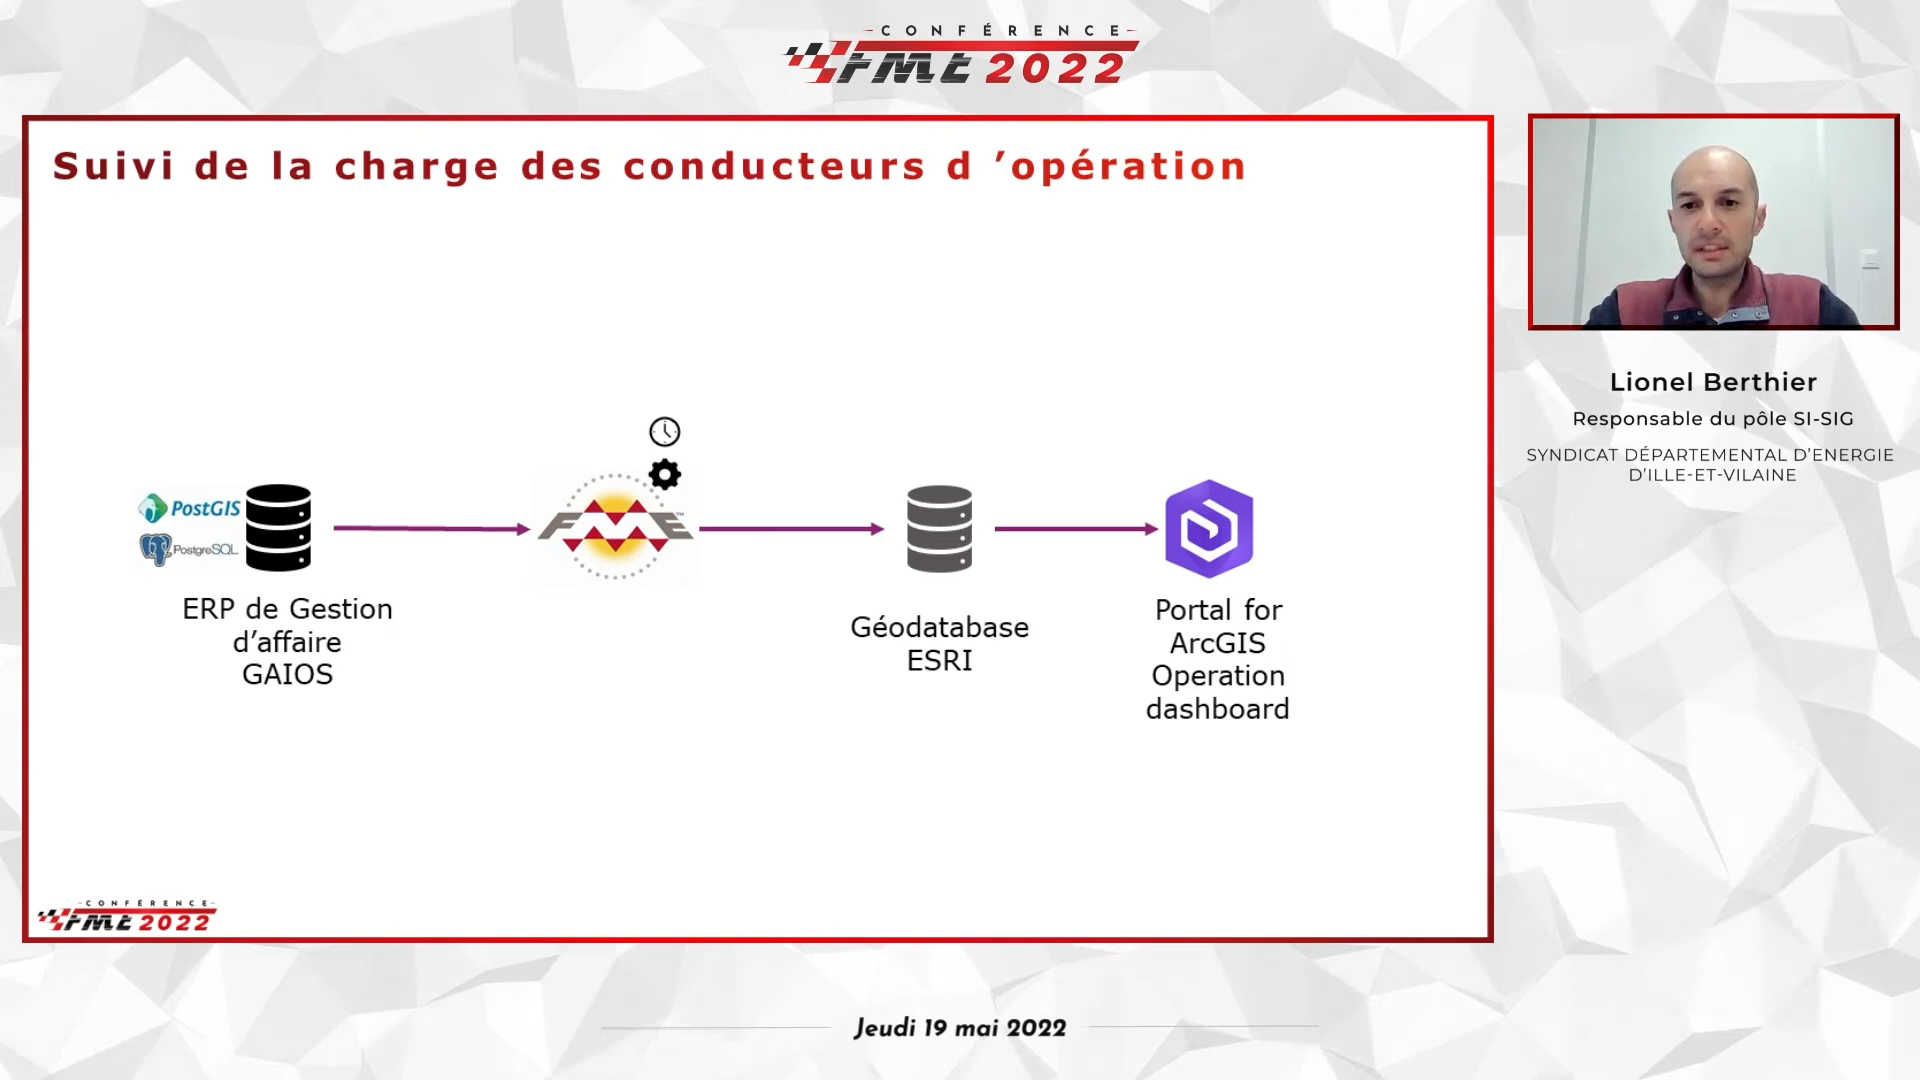 CONFÉRENCE
FME 2022
Suivi de la charge des conducteurs d ’opération
PostGIS
PostgreSQL
FME
ERP de Gestion
d’affaire
GAIOS
Géodatabase
ESRI
Portal for
ArcGIS
Operation
dashboard
Lionel Berthier
Responsable du pôle SI-SIG
SYNDICAT DÉPARTEMENTAL D’ENERGIE
D’ILLE-ET-VILAINE
CONFÉRENCE
FME 2022
Jeudi 19 mai 2022